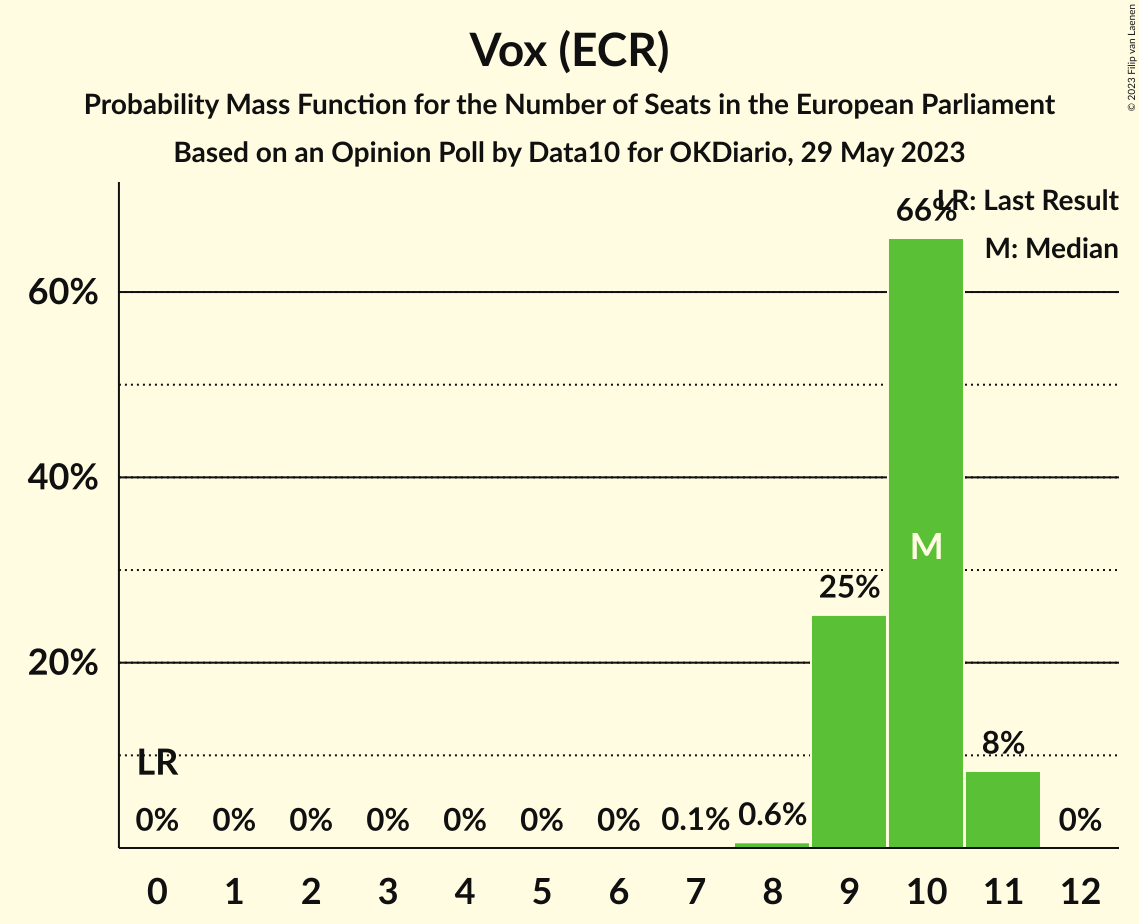 Vox (ECR)
Probability Mass Function for the Number of Seats in the European Parliament
Based on an Opinion Poll by Data10 for OKDiario, 29 May 2023
© 2023 Filip van Laenen
LR: Last Result
M: Median
66%
60%
40%
M
25%
20%
8%
LR
0% 0% 0% 0% 0% 0% 0% 0.1% 0.6% 0%
0 1 2 3 4 5 6 7 8 9 10 11 12